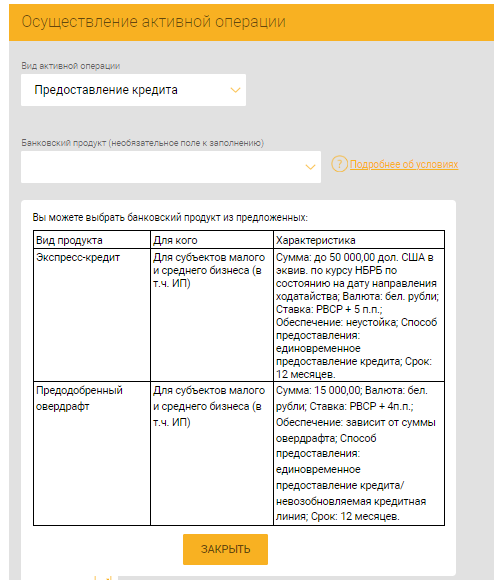 Осуществление активной операции
Вид активной операции
Предоставление кредита
Банковский продукт (необязательное поле к заполнению)
? Подробнее об условиях
Вы можете выбрать банковский продукт из предложенных:
Вид продукта
Для кого
Характеристика
Экспресс-кредит
Для субъектов малого
и среднего бизнеса (в
т.ч. ИП)
Сумма: до 50 000,00 дол. США в
эквив. по курсу НБРБ по
состоянию на дату направления
ходатайства; Валюта: бел. рубли;
Ставка: РВСР + 5 п.п.;
Обеспечение: неустойка; Способ
предоставления:
единовременное
предоставление кредита; Срок:
12 месяцев.
Предодобренный
овердрафт
Для субъектов малого
и среднего бизнеса (в
т.ч. ИП)
Сумма: 15 000,00; Валюта: бел.
рубли; Ставка: РВСР + 4п.п.;
Обеспечение: зависит от суммы
овердрафта; Способ
предоставления:
единовременное
предоставление кредита/
невозобновляемая кредитная
линия; Срок: 12 месяцев.
ЗАКРЫТЬ